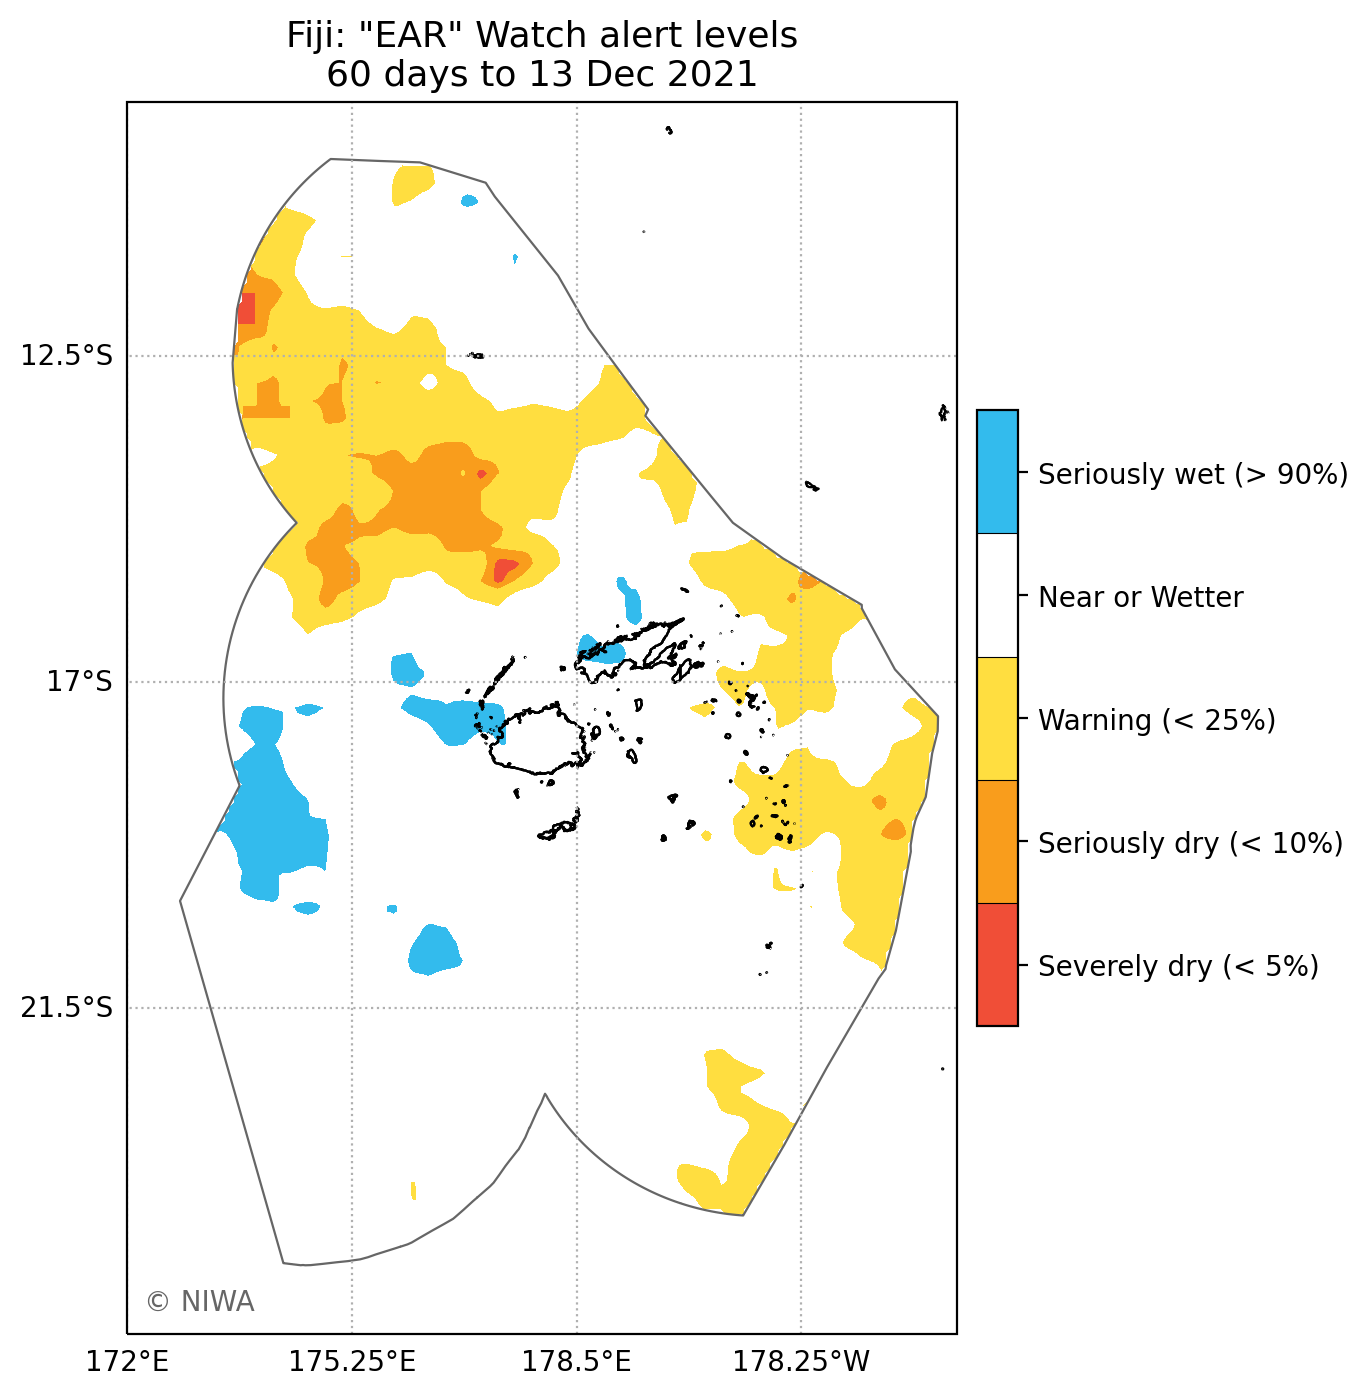 Fiji: "EAR" Watch alert levels
60 days to 13 Dec 2021
12.5°S
17°S
21.5°S
172°E
175.25°E
178.5°E
178.25°W
Seriously wet (> 90%)
Near or Wetter
Warning (< 25%)
Seriously dry (< 10%)
Severely dry (< 5%)
© NIWA